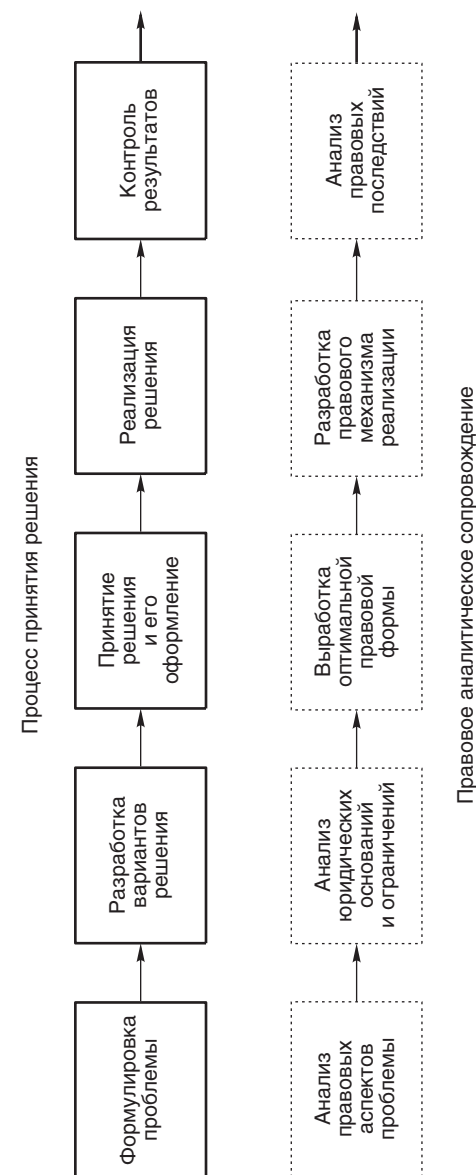 Процесс принятия решения
Формулировка
проблемы
Разработка
вариантов
решения
Принятие
решения
и его
оформление
Реализация
решения
Контроль
результатов
Анализ
правовых
аспектов
проблемы
Анализ
юридических
оснований
и ограничений
Выработка
оптимальной
правовой
формы
Разработка
правового
механизма
реализации
Анализ
правовых
последствий
Правовое аналитическое сопровождение